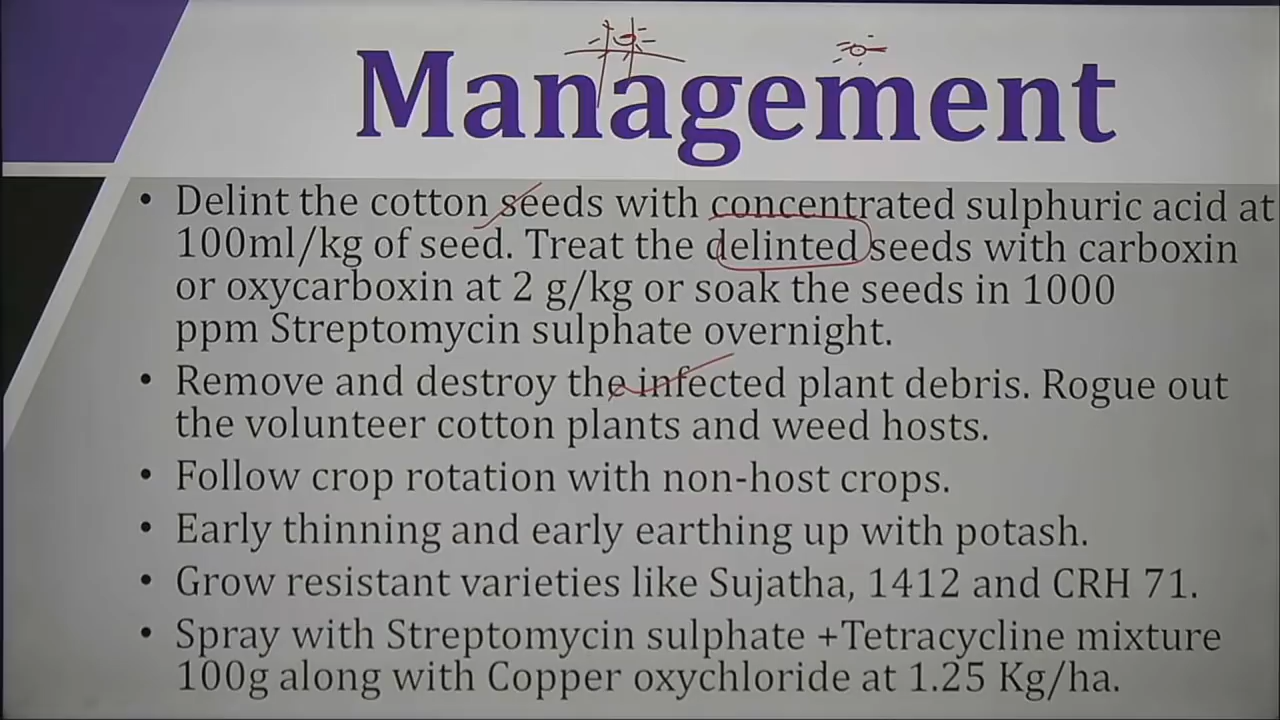 Management
• Delint the cotton seeds with concentrated sulphuric acid at
100ml/kg of seed. Treat the delinted seeds with carboxin
or oxycarboxin at 2 g/kg or soak the seeds in 1000
ppm Streptomycin sulphate overnight.
• Remove and destroy the infected plant debris. Rogue out
the volunteer cotton plants and weed hosts.
• Follow crop rotation with non-host crops.
• Early thinning and early earthing up with potash.
• Grow resistant varieties like Sujatha, 1412 and CRH 71.
• Spray with Streptomycin sulphate +Tetracycline mixture
100g along with Copper oxychloride at 1.25 Kg/ha.